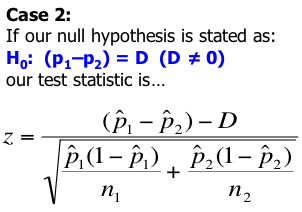 Case 2:
If our null hypothesis is stated as:
H₀: (p₁–p₂) = D (D ≠ 0)
our test statistic is…
z = ((p̂₁ − p̂₂) − D) / √(p̂₁(1 − p̂₁)/n₁ + p̂₂(1 − p̂₂)/n₂)